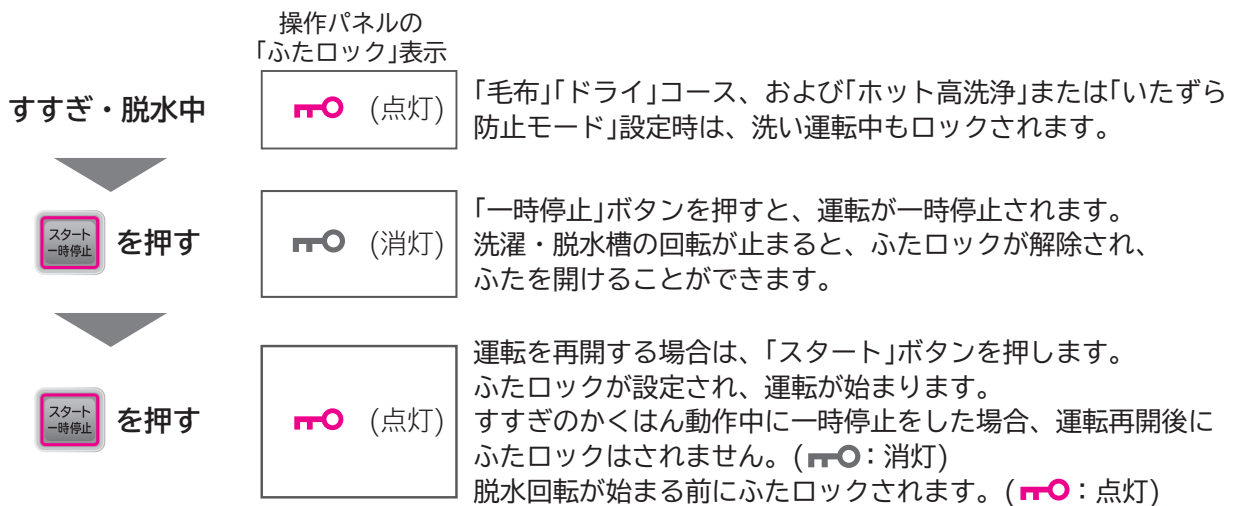 操作パネルの
「ふたロック」表示
すすぎ・脱水中
(点灯)
「毛布」「ドライ」コース、および「ホット高洗浄」または「いたずら
防止モード」設定時は、洗い運転中もロックされます。
スタート
一時停止
を押す
(消灯)
「一時停止」ボタンを押すと、運転が一時停止されます。
洗濯・脱水槽の回転が止まると、ふたロックが解除され、
ふたを開けることができます。
スタート
一時停止
を押す
(点灯)
運転を再開する場合は、「スタート」ボタンを押します。
ふたロックが設定され、運転が始まります。
すすぎのかくはん動作中に一時停止をした場合、運転再開後に
ふたロックはされません。(：消灯)
脱水回転が始まる前にふたロックされます。(：点灯)